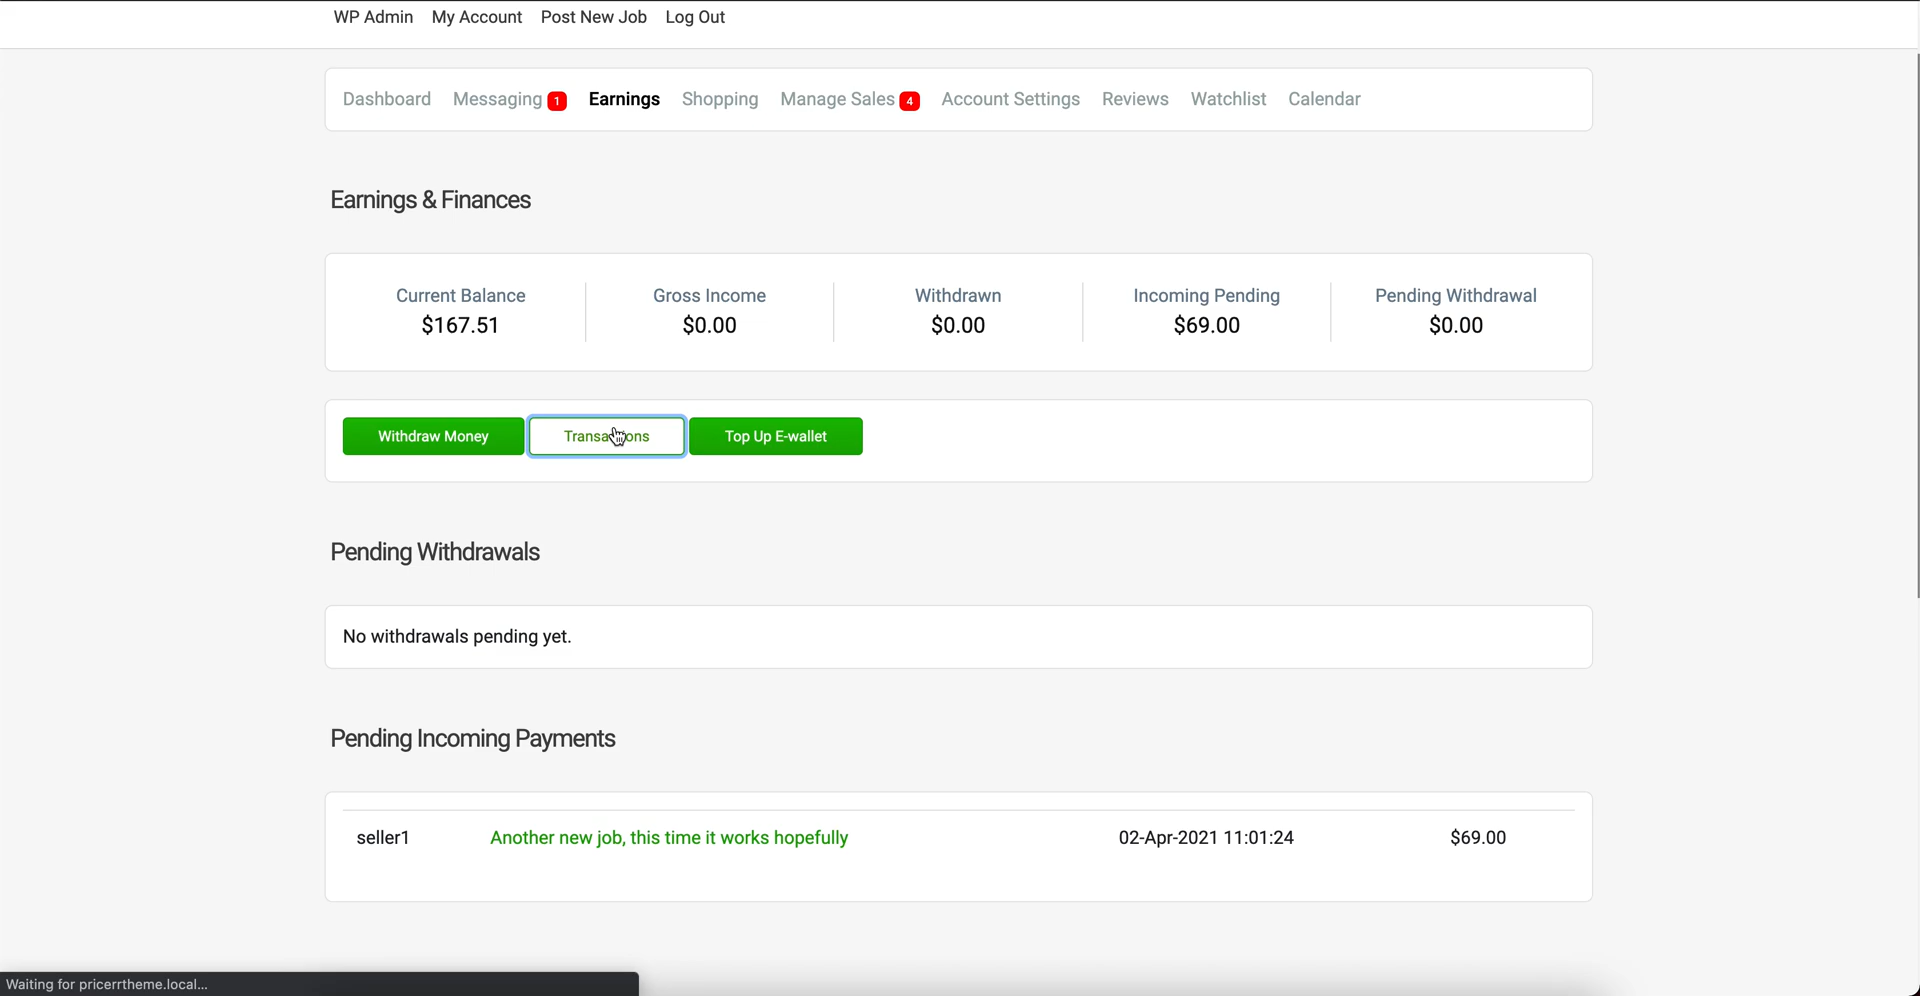 WP Admin My Account Post New Job Log Out
Dashboard Messaging 1 Earnings Shopping Manage Sales 4 Account Settings Reviews Watchlist Calendar
Earnings & Finances
Current Balance Gross Income Withdrawn Incoming Pending Pending Withdrawal
$167.51 $0.00 $0.00 $69.00 $0.00
Withdraw Money Transactions Top Up E-wallet
Pending Withdrawals
No withdrawals pending yet.
Pending Incoming Payments
seller1 Another new job, this time it works hopefully 02-Apr-2021 11:01:24 $69.00
Waiting for pricerrtheme.local...